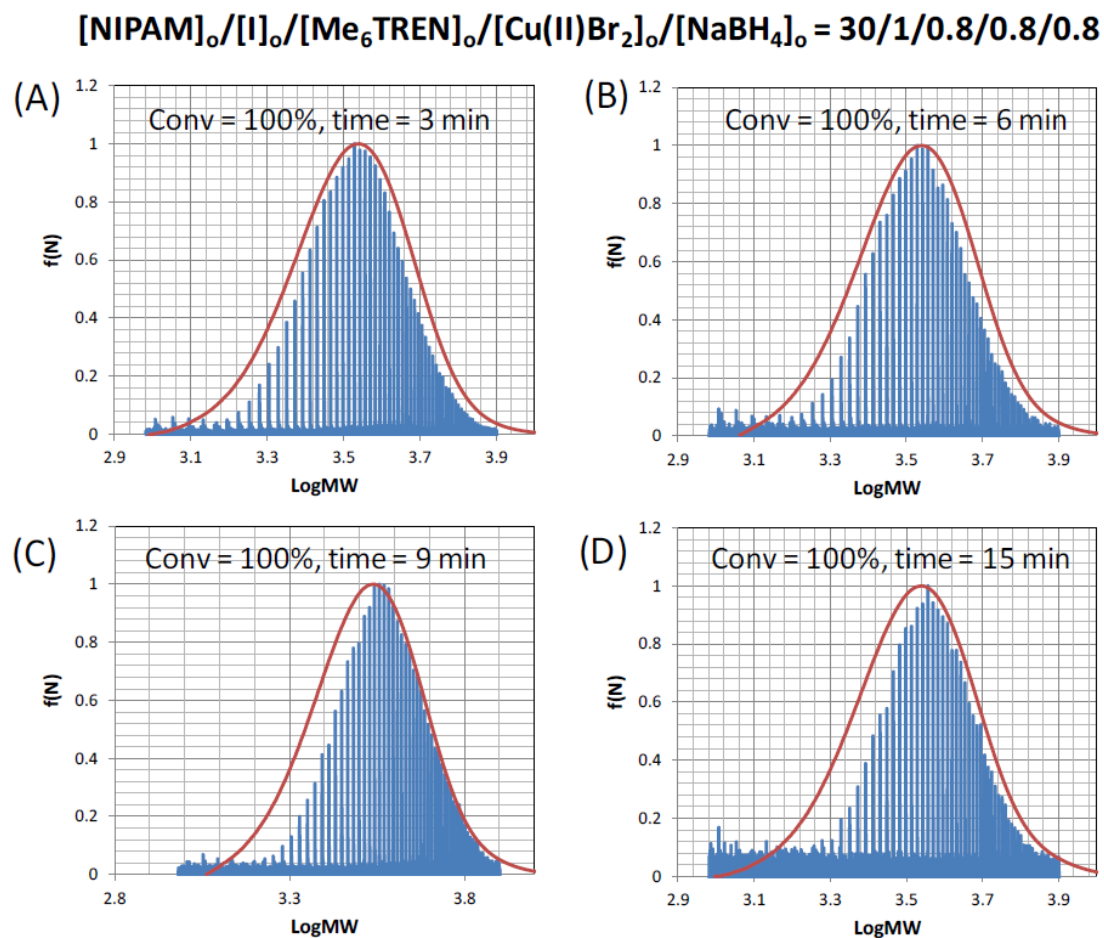 [NIPAM]o/[I]o/[Me6TREN]o/[Cu(II)Br2]o/[NaBH4]o = 30/1/0.8/0.8/0.8
(A)
Conv = 100%, time = 3 min
1.2
1
0.8
0.6
0.4
0.2
0
f(N)
2.9 3.1 3.3 3.5 3.7 3.9
LogMW
(B)
Conv = 100%, time = 6 min
1.2
1
0.8
0.6
0.4
0.2
0
f(N)
2.9 3.1 3.3 3.5 3.7 3.9
LogMW
(C)
Conv = 100%, time = 9 min
1.2
1
0.8
0.6
0.4
0.2
0
f(N)
2.8 3.3 3.8
LogMW
(D)
Conv = 100%, time = 15 min
1.2
1
0.8
0.6
0.4
0.2
0
f(N)
2.9 3.1 3.3 3.5 3.7 3.9
LogMW